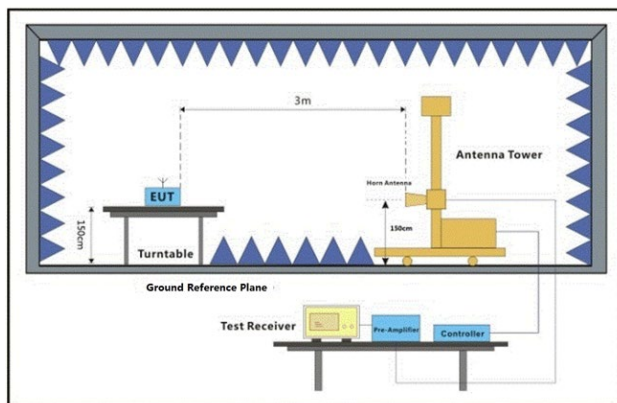 3m
Antenna Tower
Horn Antenna
EUT
150cm
150cm
Turntable
Ground Reference Plane
Test Receiver
Pre-Amplifier
Controller